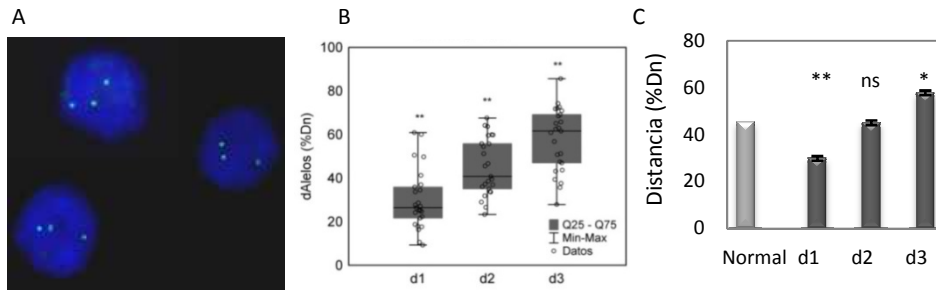 A
B
dAlelos (%Dn)
100
80
60
40
20
0
**
**
**
Q25 - Q75
Min-Max
Datos
d1
d2
d3
C
Distancia (%Dn)
80
60
40
20
0
**
ns
*
Normal
d1
d2
d3